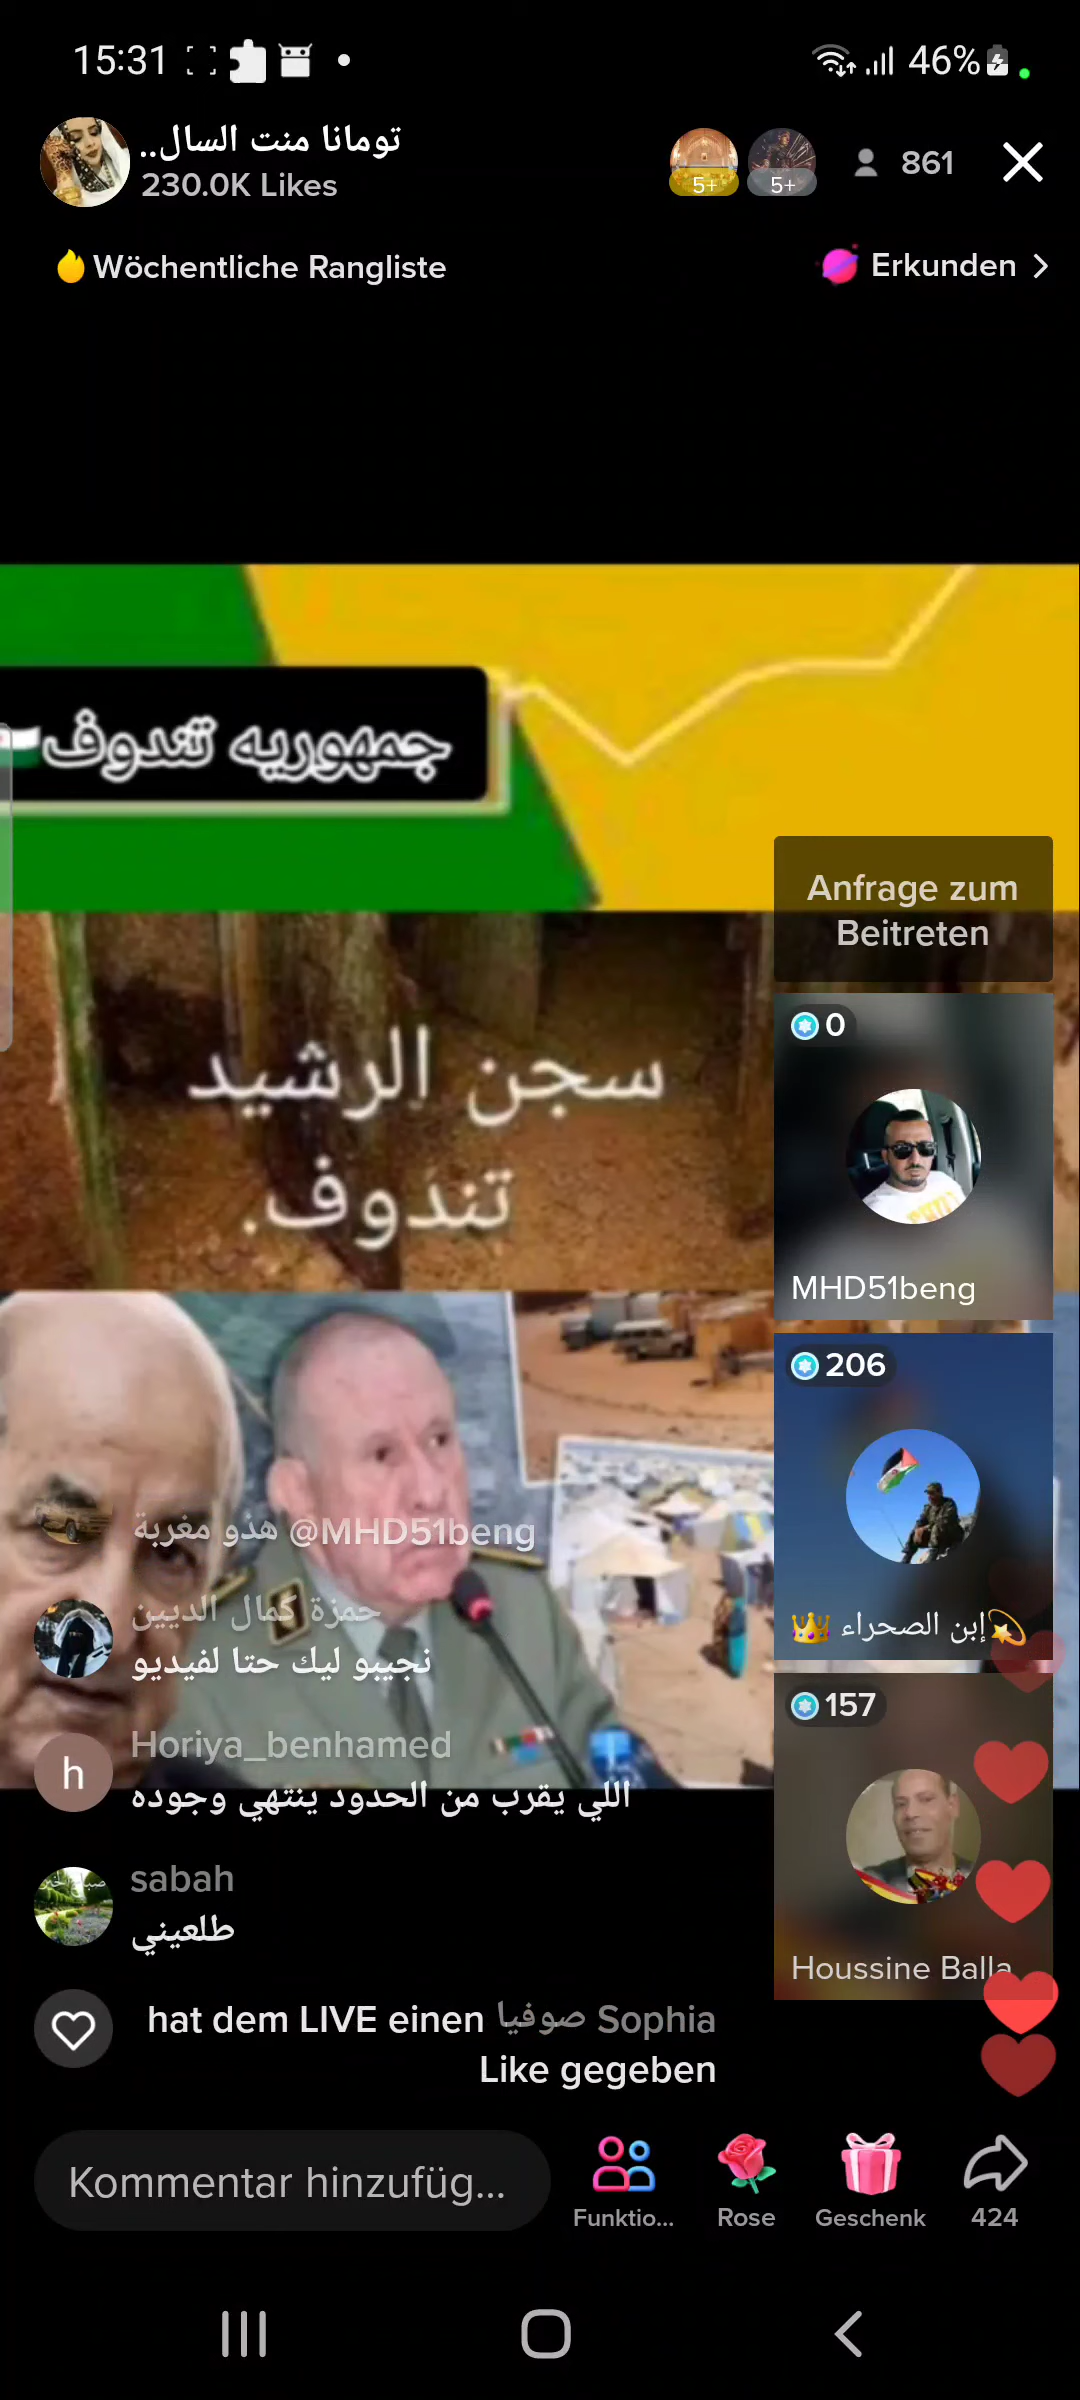 15:31
46%
تومانا منت السال..
230.0K Likes
5+
5+
861
Wöchentliche Rangliste
Erkunden
جمهوريه تندوف
Anfrage zum
Beitreten
سجن الرشيد
تندوف.
0
MHD51beng
206
إبن الصحراء
157
Houssine Balla
@MHD51beng هذو مغربة
حمزة كمال الديين
نجيبو ليك حتا لفيديو
h
Horiya_benhamed
اللي يقرب من الحدود ينتهي وجوده
sabah
طلعيني
Sophia صوفيا hat dem LIVE einen
Like gegeben
Kommentar hinzufüg...
Funktio...
Rose
Geschenk
424